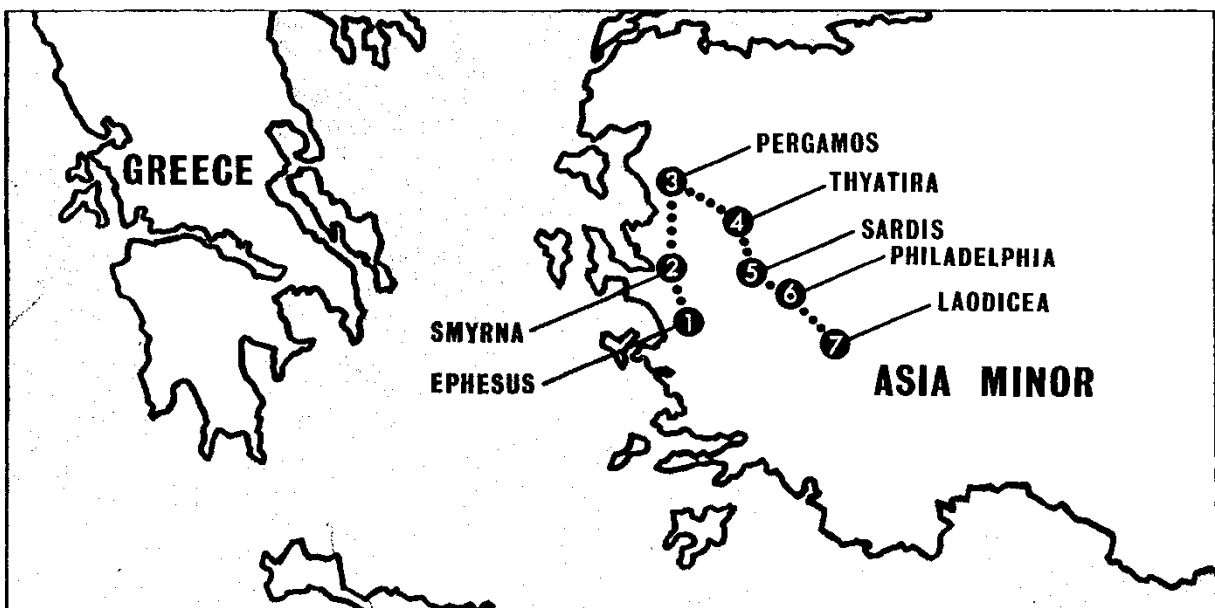 PERGAMOS
GREECE
3
THYATIRA
4
SARDIS
PHILADELPHIA
2
5
6
LAODICEA
SMYRNA
1
7
EPHESUS
ASIA MINOR